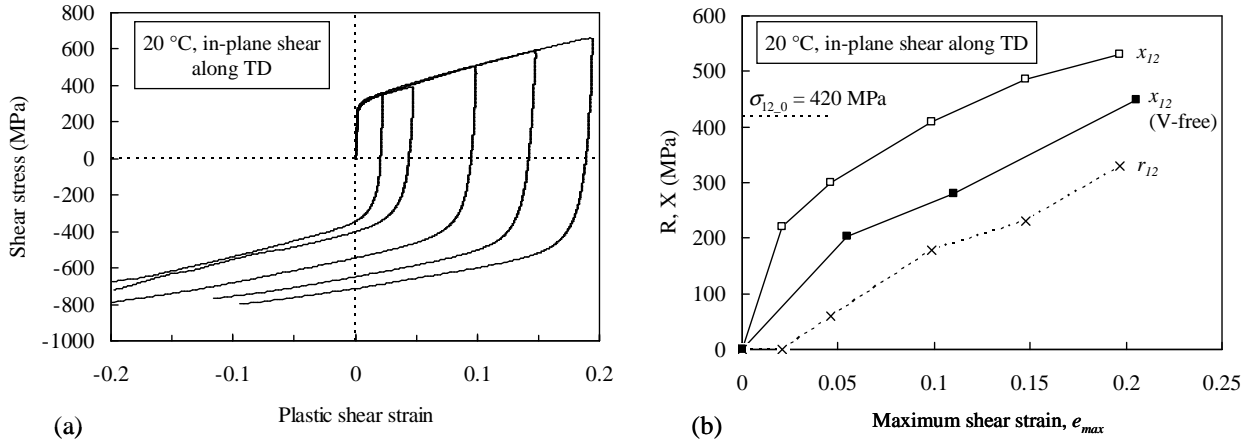 800
600
400
200
0
-200
-400
-600
-800
-1000
Shear stress (MPa)
20 °C, in-plane shear
along TD
-0.2
-0.1
0
0.1
0.2
Plastic shear strain
(a)
600
500
400
300
200
100
0
R, X (MPa)
20 °C, in-plane shear along TD
σ12_0 = 420 MPa
x12
x12
(V-free)
r12
0
0.05
0.1
0.15
0.2
0.25
Maximum shear strain, emax
(b)